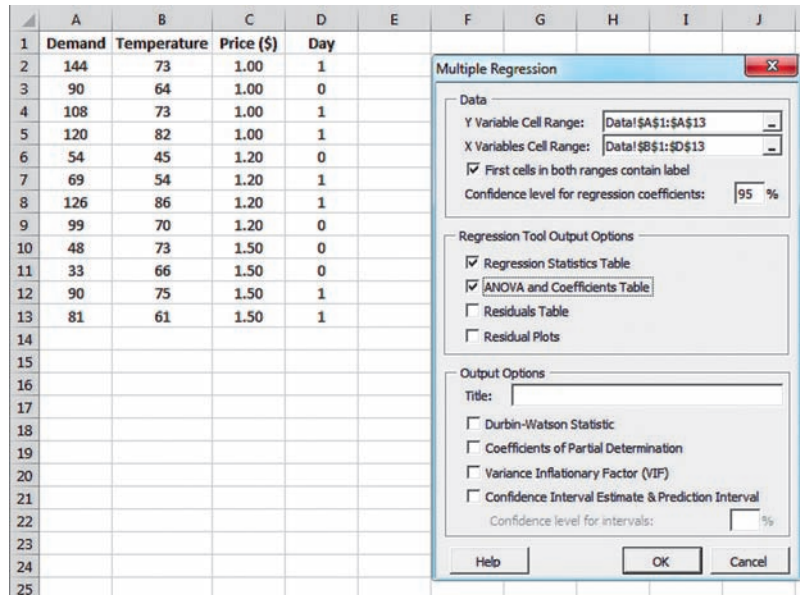 A B C D E F G H I J
1 Demand Temperature Price ($) Day
2 144 73 1.00 1
3 90 64 1.00 0
4 108 73 1.00 1
5 120 82 1.00 1
6 54 45 1.20 0
7 69 54 1.20 1
8 126 86 1.20 1
9 99 70 1.20 0
10 48 73 1.50 0
11 33 66 1.50 0
12 90 75 1.50 1
13 81 61 1.50 1
14
15
16
17
18
19
20
21
22
23
24
25
Multiple Regression
Data
Y Variable Cell Range: Data!$A$1:$A$13
X Variables Cell Range: Data!$B$1:$D$13
First cells in both ranges contain label
Confidence level for regression coefficients: 95 %
Regression Tool Output Options
Regression Statistics Table
ANOVA and Coefficients Table
Residuals Table
Residual Plots
Output Options
Title:
Durbin-Watson Statistic
Coefficients of Partial Determination
Variance Inflationary Factor (VIF)
Confidence Interval Estimate & Prediction Interval
Confidence level for intervals: %
Help OK Cancel